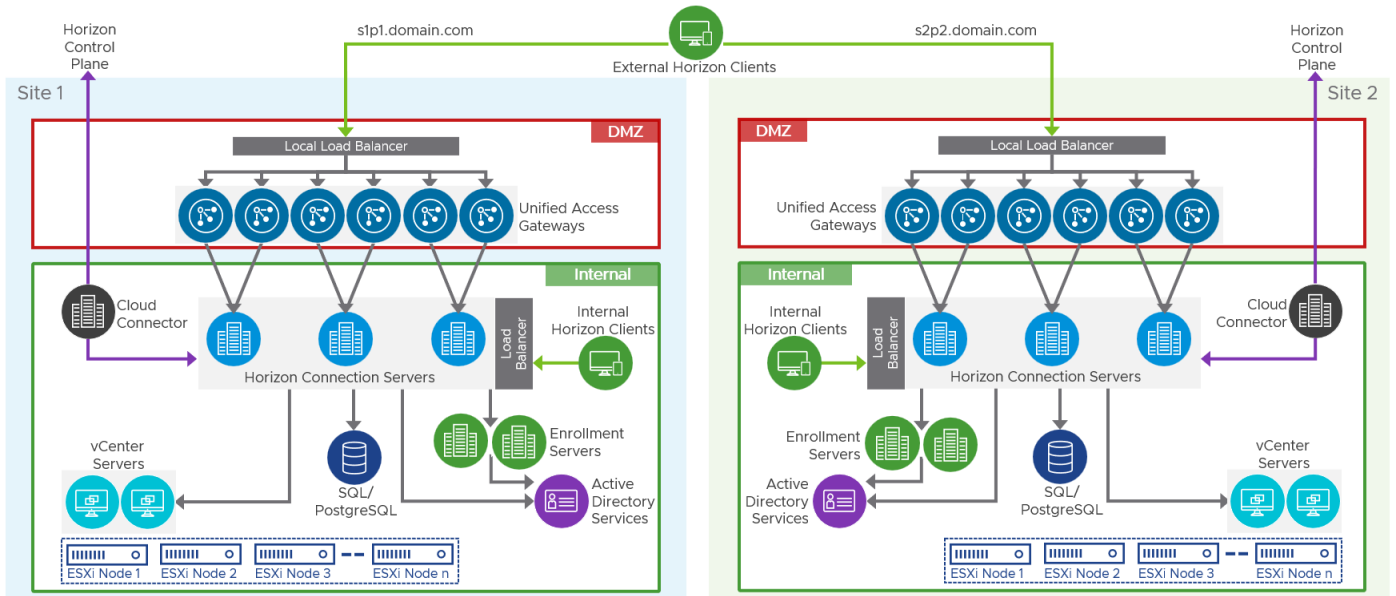 Horizon
Control
Plane
s1p1.domain.com
External Horizon Clients
s2p2.domain.com
Horizon
Control
Plane
Site 1
DMZ
Local Load Balancer
Unified Access
Gateways
Internal
Cloud
Connector
Load
Balancer
Internal
Horizon Clients
Horizon Connection Servers
Enrollment
Servers
vCenter
Servers
SQL/
PostgreSQL
Active
Directory
Services
ESXi Node 1
ESXi Node 2
ESXi Node 3
ESXi Node n
Site 2
DMZ
Local Load Balancer
Unified Access
Gateways
Internal
Internal
Horizon Clients
Load
Balancer
Cloud
Connector
Horizon Connection Servers
Enrollment
Servers
vCenter
Servers
Active
Directory
Services
SQL/
PostgreSQL
ESXi Node 1
ESXi Node 2
ESXi Node 3
ESXi Node n